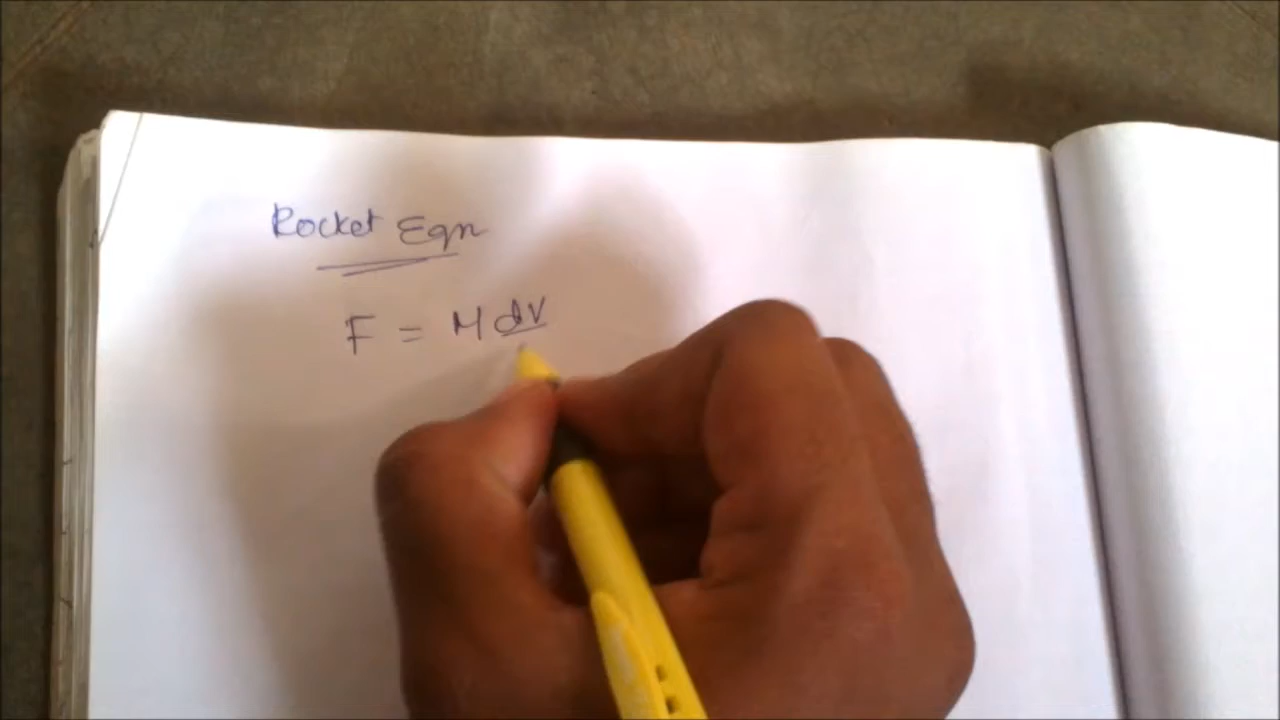 Rocket Eqn
F = M dV